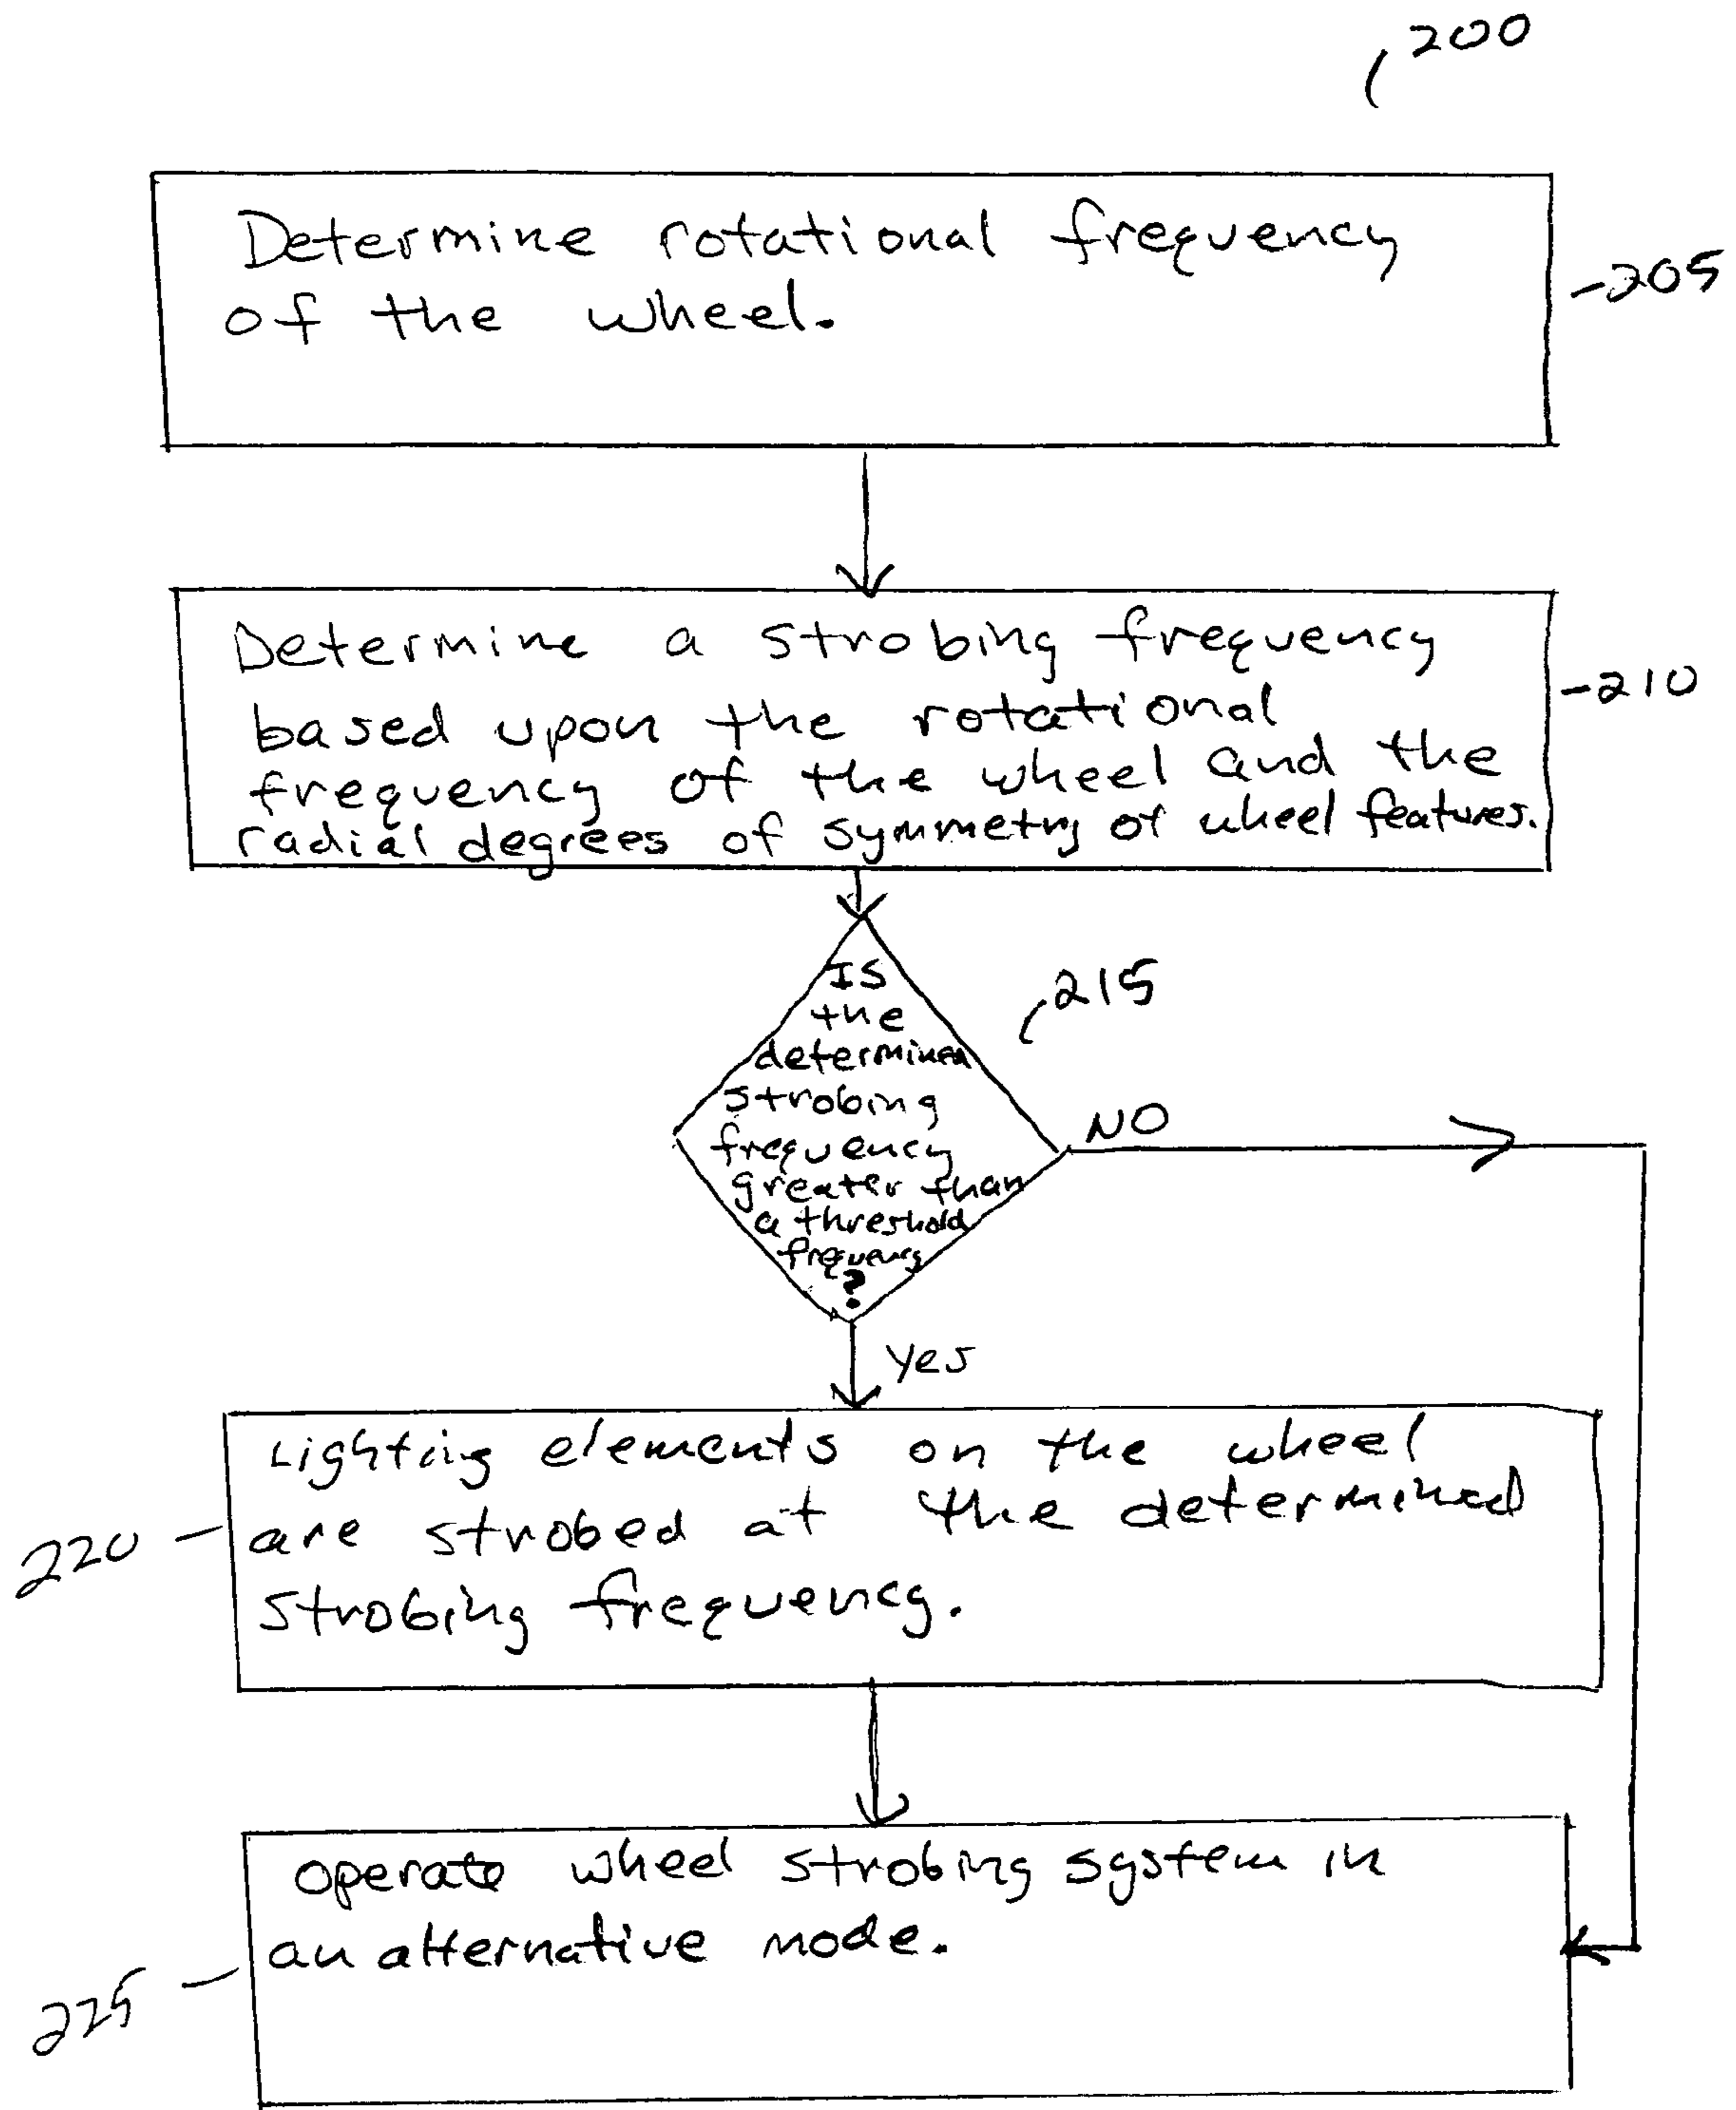 200
Determine rotational frequency
of the wheel.
-205
Determine a strobing frequency
based upon the rotational
frequency of the wheel and the
radial degrees of symmetry of wheel features.
-210
Is
the
determined
strobing
frequency
greater than
a threshold
frequency
?
215
NO
Yes
Lighting elements on the wheel
are strobed at the determined
strobing frequency.
220
operate wheel strobing system in
an alternative mode.
225